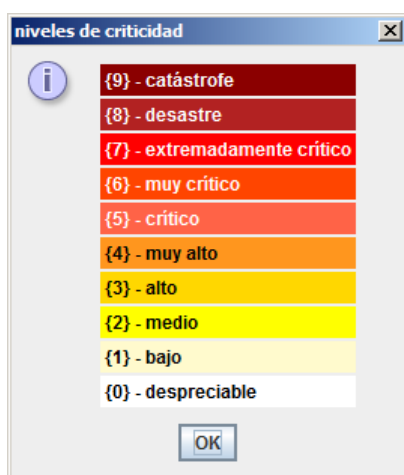 niveles de criticidad
{9} - catástrofe
{8} - desastre
{7} - extremadamente crítico
{6} - muy crítico
{5} - crítico
{4} - muy alto
{3} - alto
{2} - medio
{1} - bajo
{0} - despreciable
OK